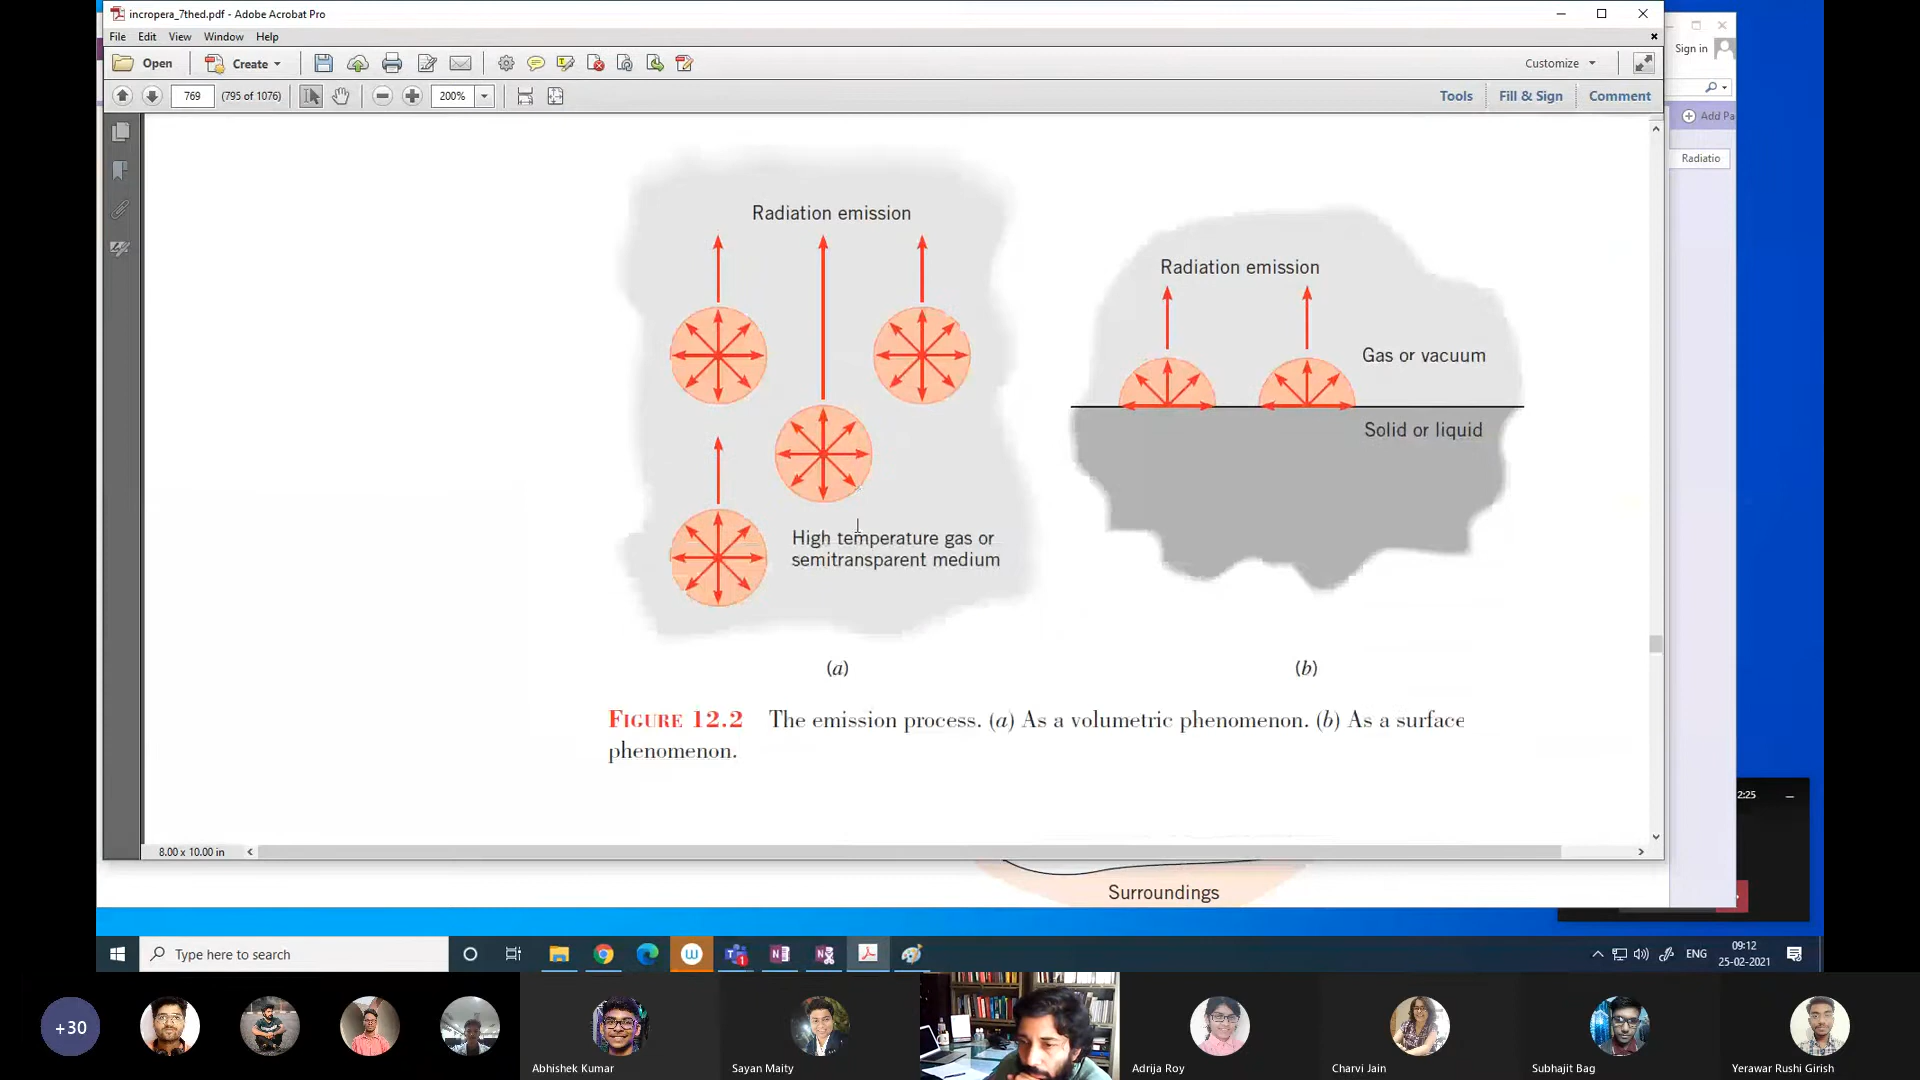 incropera_7thed.pdf - Adobe Acrobat Pro
File Edit View Window Help
Open Create Customize
769 (795 of 1076) 200% Tools Fill & Sign Comment
Sign in
Add Pa
Radiatio
Radiation emission
High temperature gas or
semitransparent medium
(a)
Radiation emission
Gas or vacuum
Solid or liquid
(b)
FIGURE 12.2 The emission process. (a) As a volumetric phenomenon. (b) As a surface
phenomenon.
8.00 x 10.00 in
2:25
Surroundings
Type here to search
ENG
09:12
25-02-2021
+30
Abhishek Kumar
Sayan Maity
Adrija Roy
Charvi Jain
Subhajit Bag
Yerawar Rushi Girish